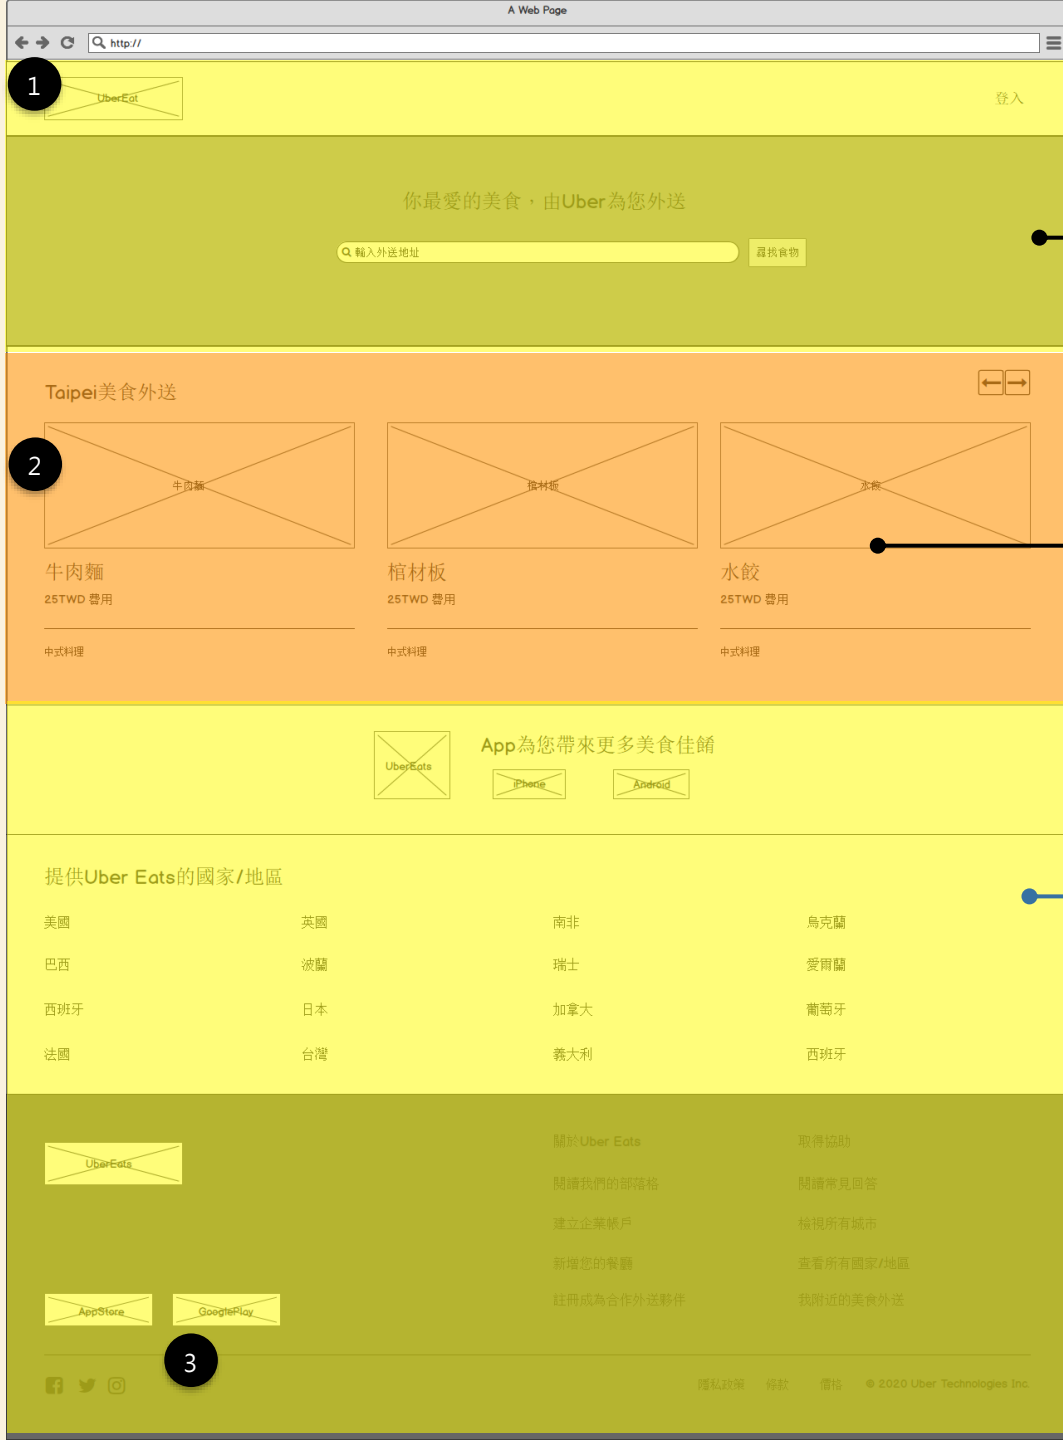 A Web Page
http://
1
UberEat
登入
你最愛的美食，由Uber為您外送
輸入外送地址
尋找食物
Taipei美食外送
2
牛肉麵 棺材板 水餃
牛肉麵 棺材板 水餃
25TWD 費用 25TWD 費用 25TWD 費用
中式料理 中式料理 中式料理
App為您帶來更多美食佳餚
UberEats
iPhone Android
提供Uber Eats的國家/地區
美國 英國 南非 烏克蘭
巴西 波蘭 瑞士 愛爾蘭
西班牙 日本 加拿大 葡萄牙
法國 台灣 義大利 西班牙
關於Uber Eats 取得協助
UberEats
閱讀我們的部落格 閱讀常見回答
建立企業帳戶 檢視所有城市
新增您的餐廳 查看所有國家/地區
註冊成為合作外送夥伴 我附近的美食外送
AppStore GooglePlay
3
隱私政策 條款 價格 © 2020 Uber Technologies Inc.